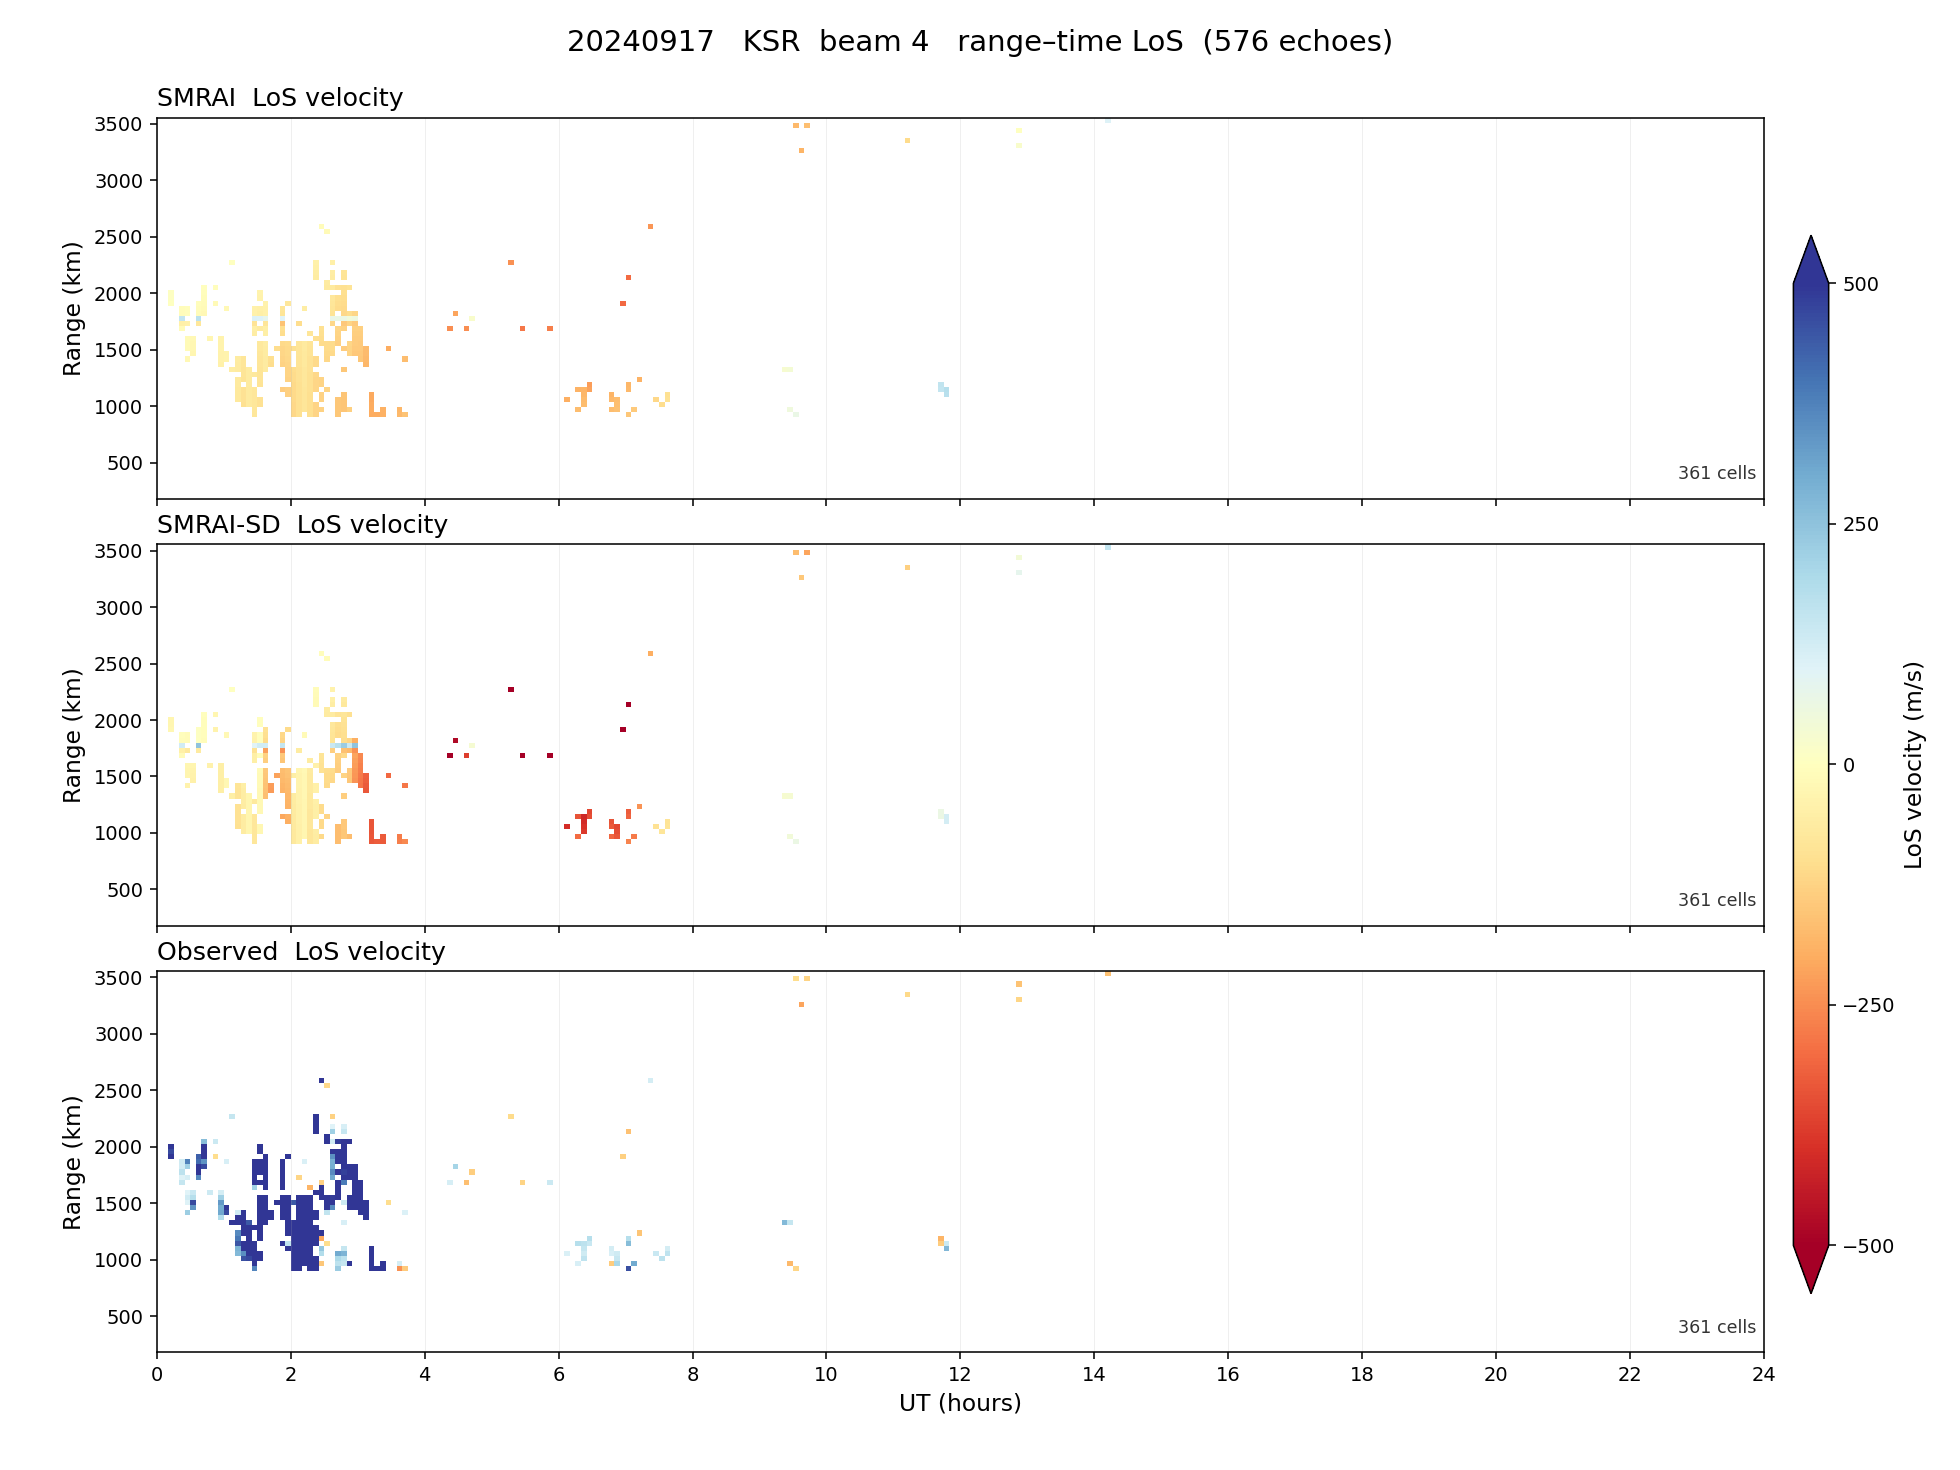 20240917   KSR  beam 4   range–time LoS  (576 echoes)
SMRAI  LoS velocity
3500
3000
2500
2000
1500
1000
500
Range (km)
361 cells
SMRAI-SD  LoS velocity
3500
3000
2500
2000
1500
1000
500
Range (km)
361 cells
Observed  LoS velocity
3500
3000
2500
2000
1500
1000
500
Range (km)
361 cells
0 2 4 6 8 10 12 14 16 18 20 22 24
UT (hours)
500
250
0
−250
−500
LoS velocity (m/s)